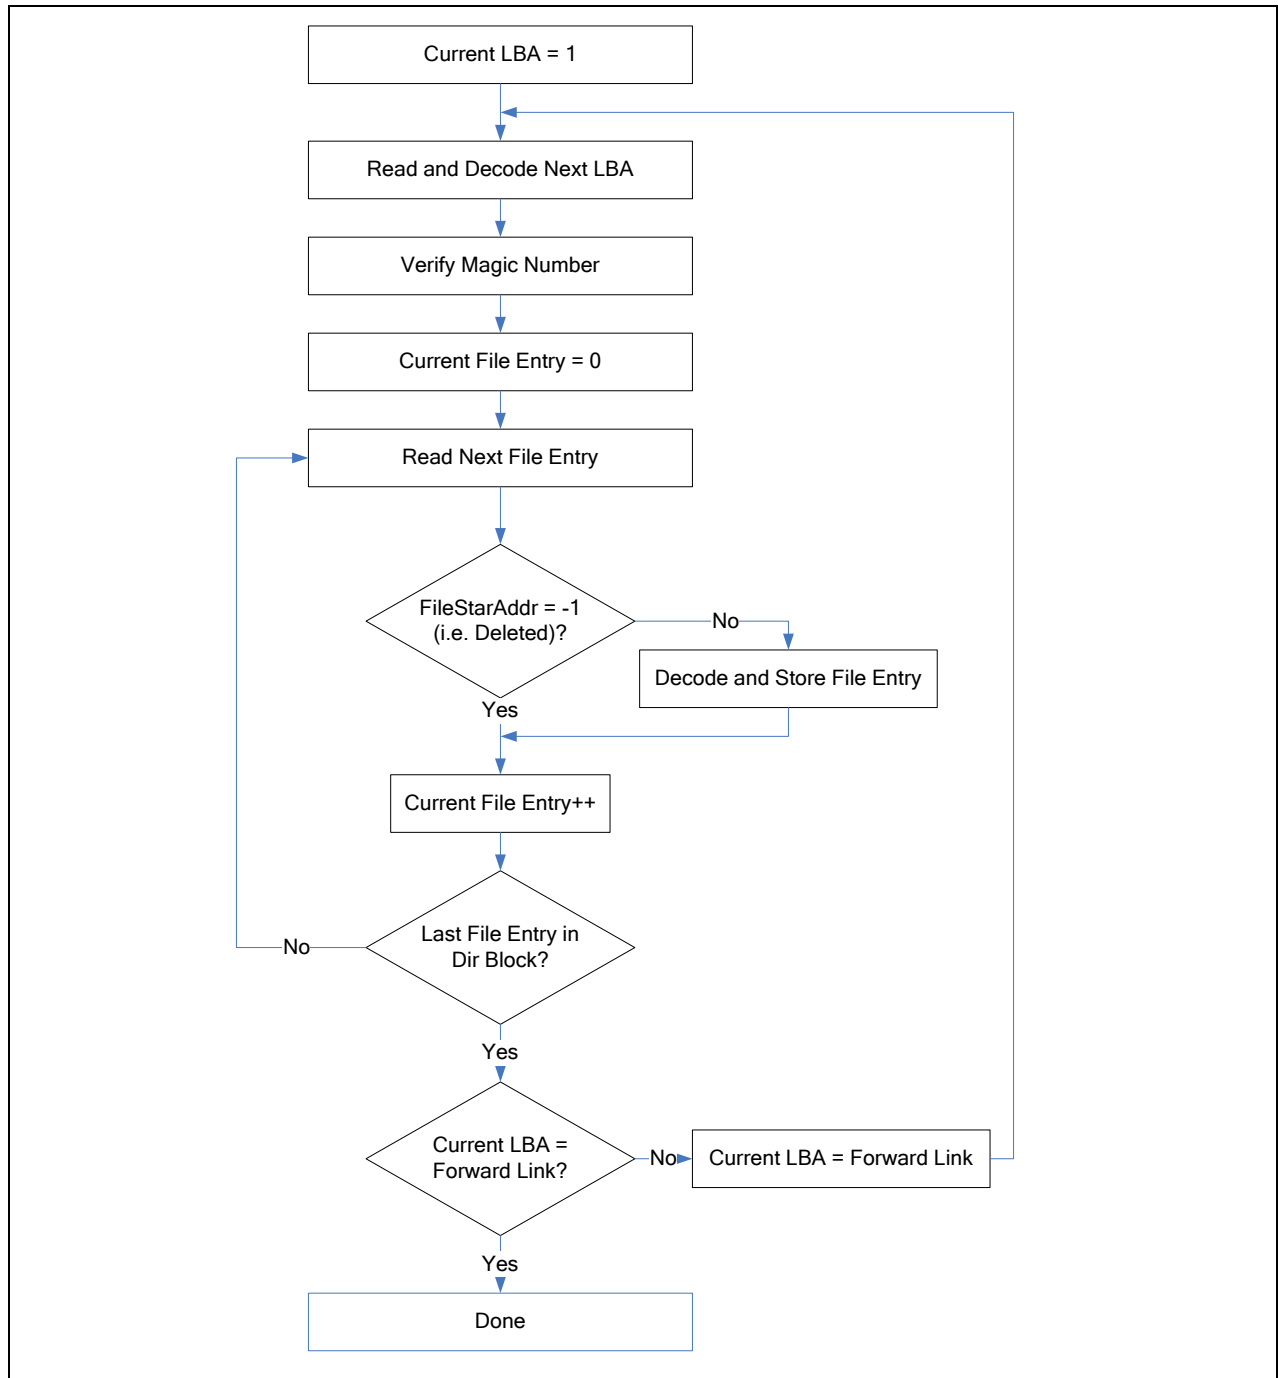 Current LBA = 1
Read and Decode Next LBA
Verify Magic Number
Current File Entry = 0
Read Next File Entry
FileStarAddr = -1
(i.e. Deleted)?
No
Decode and Store File Entry
Yes
Current File Entry++
Last File Entry in
Dir Block?
No
Yes
Current LBA =
Forward Link?
No
Current LBA = Forward Link
Yes
Done